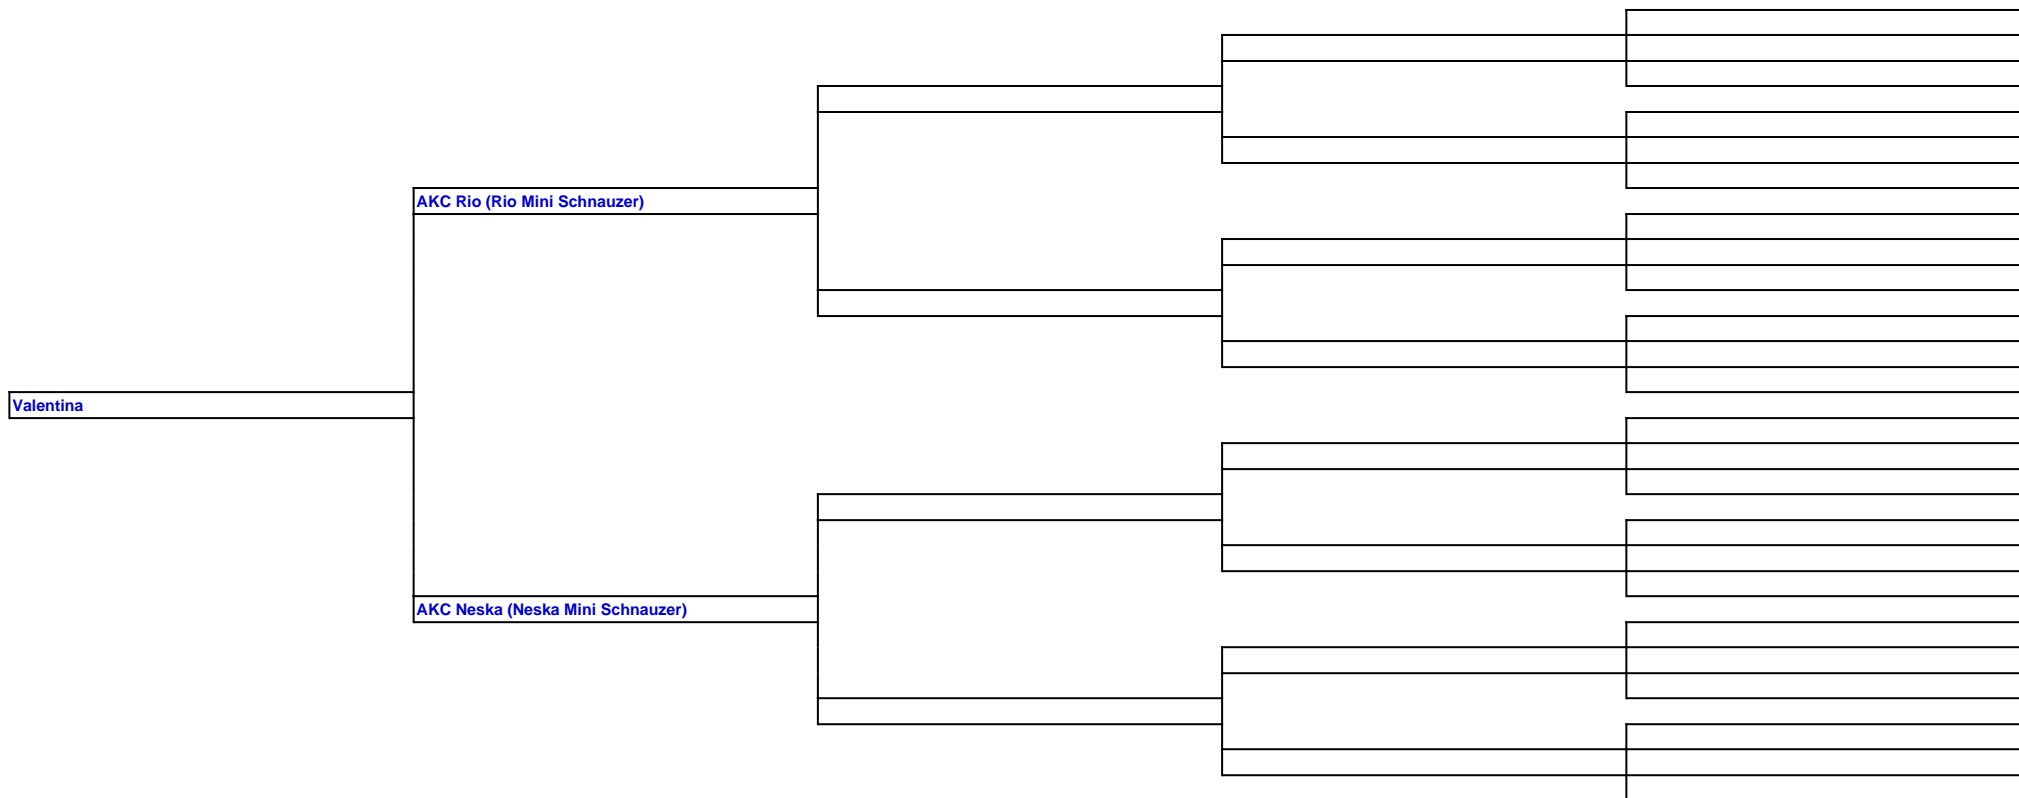 AKC Rio (Rio Mini Schnauzer)
Valentina
AKC Neska (Neska Mini Schnauzer)